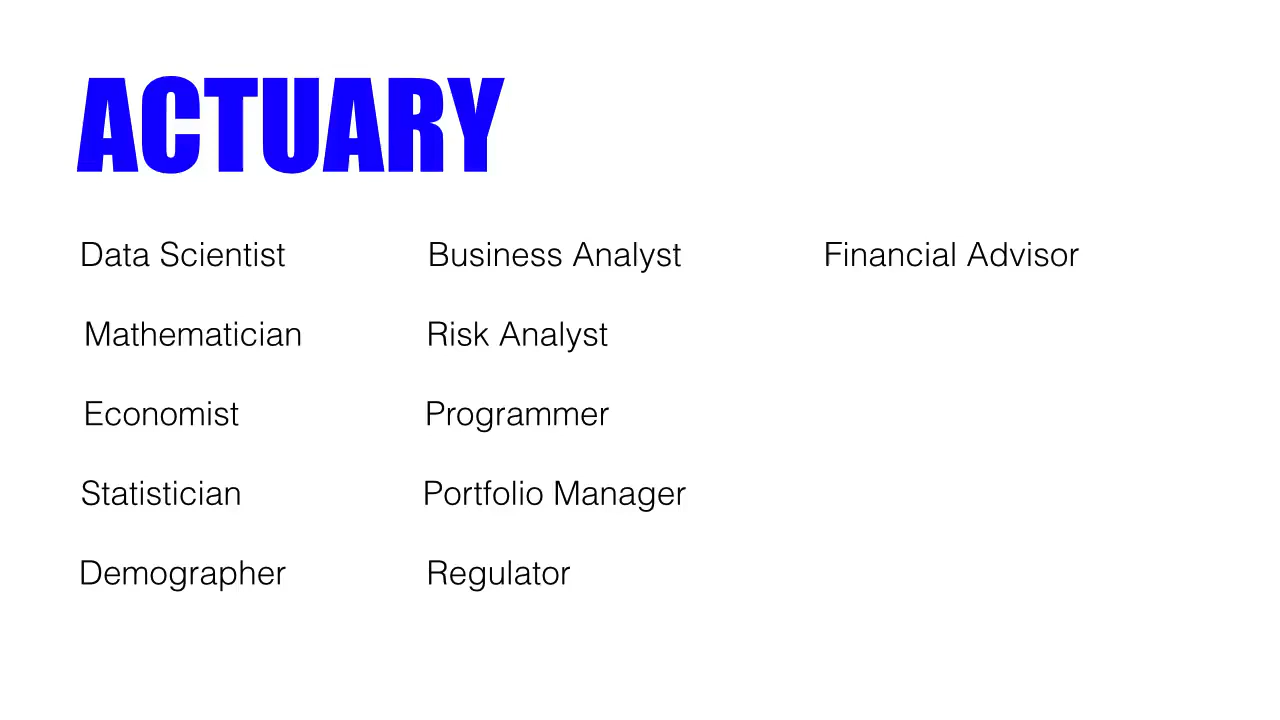 ACTUARY
Data Scientist
Mathematician
Economist
Statistician
Demographer
Business Analyst
Risk Analyst
Programmer
Portfolio Manager
Regulator
Financial Advisor